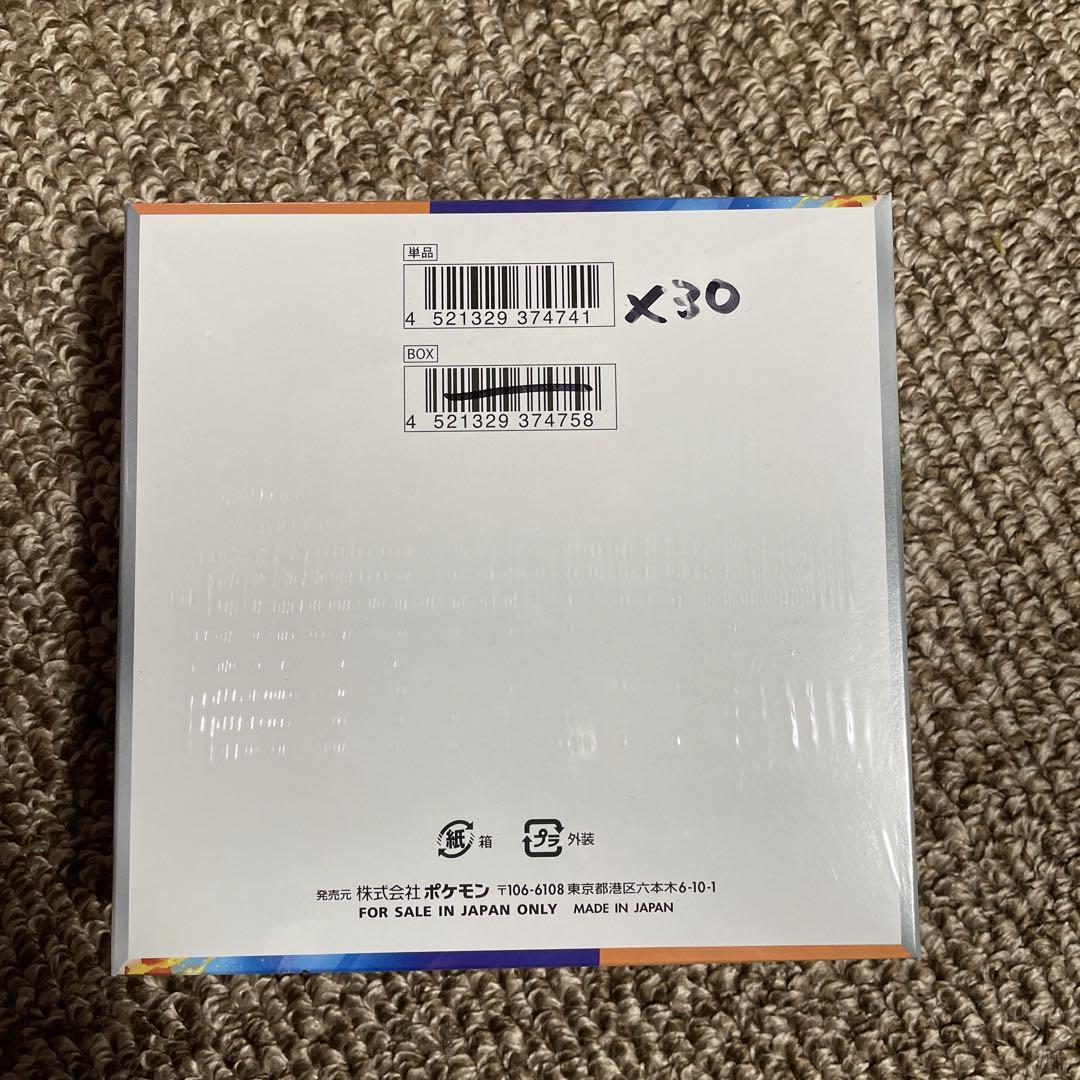 単品
4 521329 374741
X30
BOX
4 521329 374758
紙 箱 プラ 外装
発売元 株式会社 ポケモン 〒106-6108 東京都港区六本木6-10-1
FOR SALE IN JAPAN ONLY MADE IN JAPAN